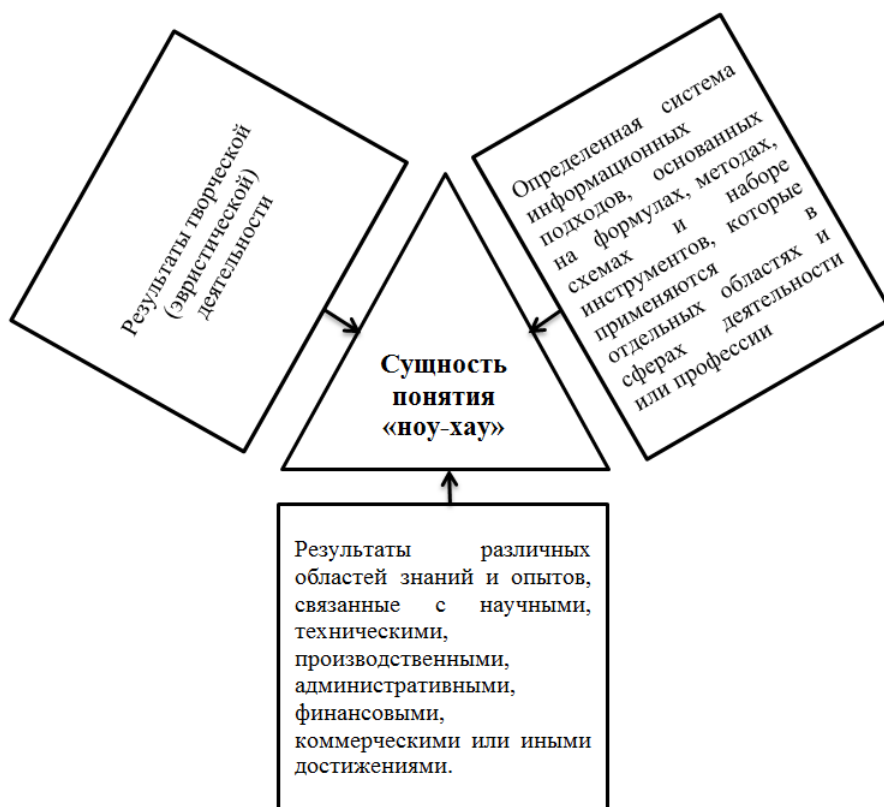 Результаты творческой
(эвристической)
деятельности
Определенная система
информационных
подходов, основанных
на формулах, методах,
схемах и наборе
инструментов, которые
применяются в
отдельных областях и
сферах деятельности
или профессии
Сущность
понятия
«ноу-хау»
Результаты различных
областей знаний и опытов,
связанные с научными,
техническими,
производственными,
административными,
финансовыми,
коммерческими или иными
достижениями.